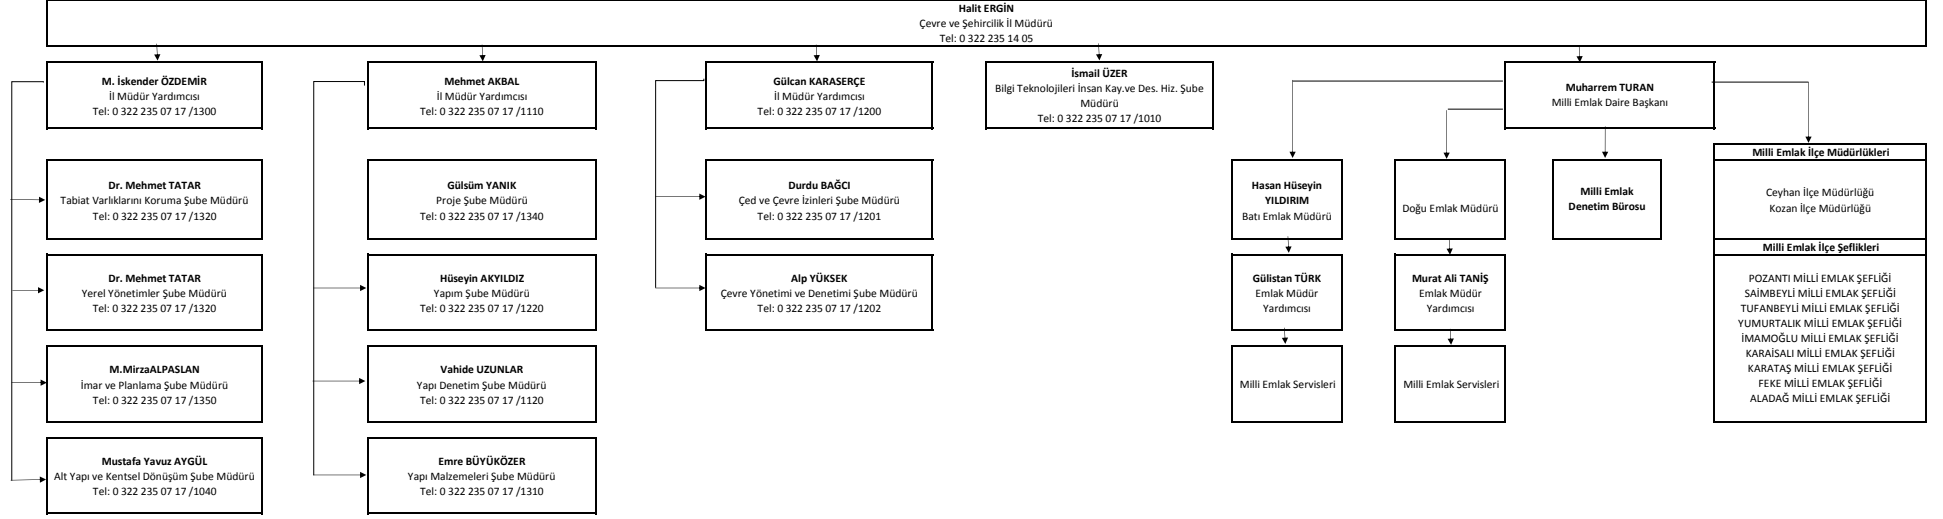 Halit ERGİN
Çevre ve Şehircilik İl Müdürü
Tel: 0 322 235 14 05
M. İskender ÖZDEMİR
İl Müdür Yardımcısı
Tel: 0 322 235 07 17 /1300
Mehmet AKBAL
İl Müdür Yardımcısı
Tel: 0 322 235 07 17 /1110
Gülcan KARASERÇE
İl Müdür Yardımcısı
Tel: 0 322 235 07 17 /1200
İsmail ÜZER
Bilgi Teknolojileri İnsan Kay.ve Des. Hiz. Şube
Müdürü
Tel: 0 322 235 07 17 /1010
Muharrem TURAN
Milli Emlak Daire Başkanı
Dr. Mehmet TATAR
Tabiat Varlıklarını Koruma Şube Müdürü
Tel: 0 322 235 07 17 /1320
Gülsüm YANIK
Proje Şube Müdürü
Tel: 0 322 235 07 17 /1340
Durdu BAĞCI
Çed ve Çevre İzinleri Şube Müdürü
Tel: 0 322 235 07 17 /1201
Hasan Hüseyin
YILDIRIM
Batı Emlak Müdürü
Doğu Emlak Müdürü
Milli Emlak
Denetim Bürosu
Milli Emlak İlçe Müdürlükleri
Ceyhan İlçe Müdürlüğü
Kozan İlçe Müdürlüğü
Dr. Mehmet TATAR
Yerel Yönetimler Şube Müdürü
Tel: 0 322 235 07 17 /1320
Hüseyin AKYILDIZ
Yapım Şube Müdürü
Tel: 0 322 235 07 17 /1220
Alp YÜKSEK
Çevre Yönetimi ve Denetimi Şube Müdürü
Tel: 0 322 235 07 17 /1202
Gülistan TÜRK
Emlak Müdür
Yardımcısı
Murat Ali TANİŞ
Emlak Müdür
Yardımcısı
Milli Emlak İlçe Şeflikleri
POZANTI MİLLİ EMLAK ŞEFLİĞİ
SAİMBEYLİ MİLLİ EMLAK ŞEFLİĞİ
TUFANBEYLİ MİLLİ EMLAK ŞEFLİĞİ
YUMURTALIK MİLLİ EMLAK ŞEFLİĞİ
İMAMOĞLU MİLLİ EMLAK ŞEFLİĞİ
KARAİSALI MİLLİ EMLAK ŞEFLİĞİ
KARATAŞ MİLLİ EMLAK ŞEFLİĞİ
FEKE MİLLİ EMLAK ŞEFLİĞİ
ALADAĞ MİLLİ EMLAK ŞEFLİĞİ
M.MirzaALPASLAN
İmar ve Planlama Şube Müdürü
Tel: 0 322 235 07 17 /1350
Vahide UZUNLAR
Yapı Denetim Şube Müdürü
Tel: 0 322 235 07 17 /1120
Milli Emlak Servisleri
Milli Emlak Servisleri
Mustafa Yavuz AYGÜL
Alt Yapı ve Kentsel Dönüşüm Şube Müdürü
Tel: 0 322 235 07 17 /1040
Emre BÜYÜKÖZER
Yapı Malzemeleri Şube Müdürü
Tel: 0 322 235 07 17 /1310